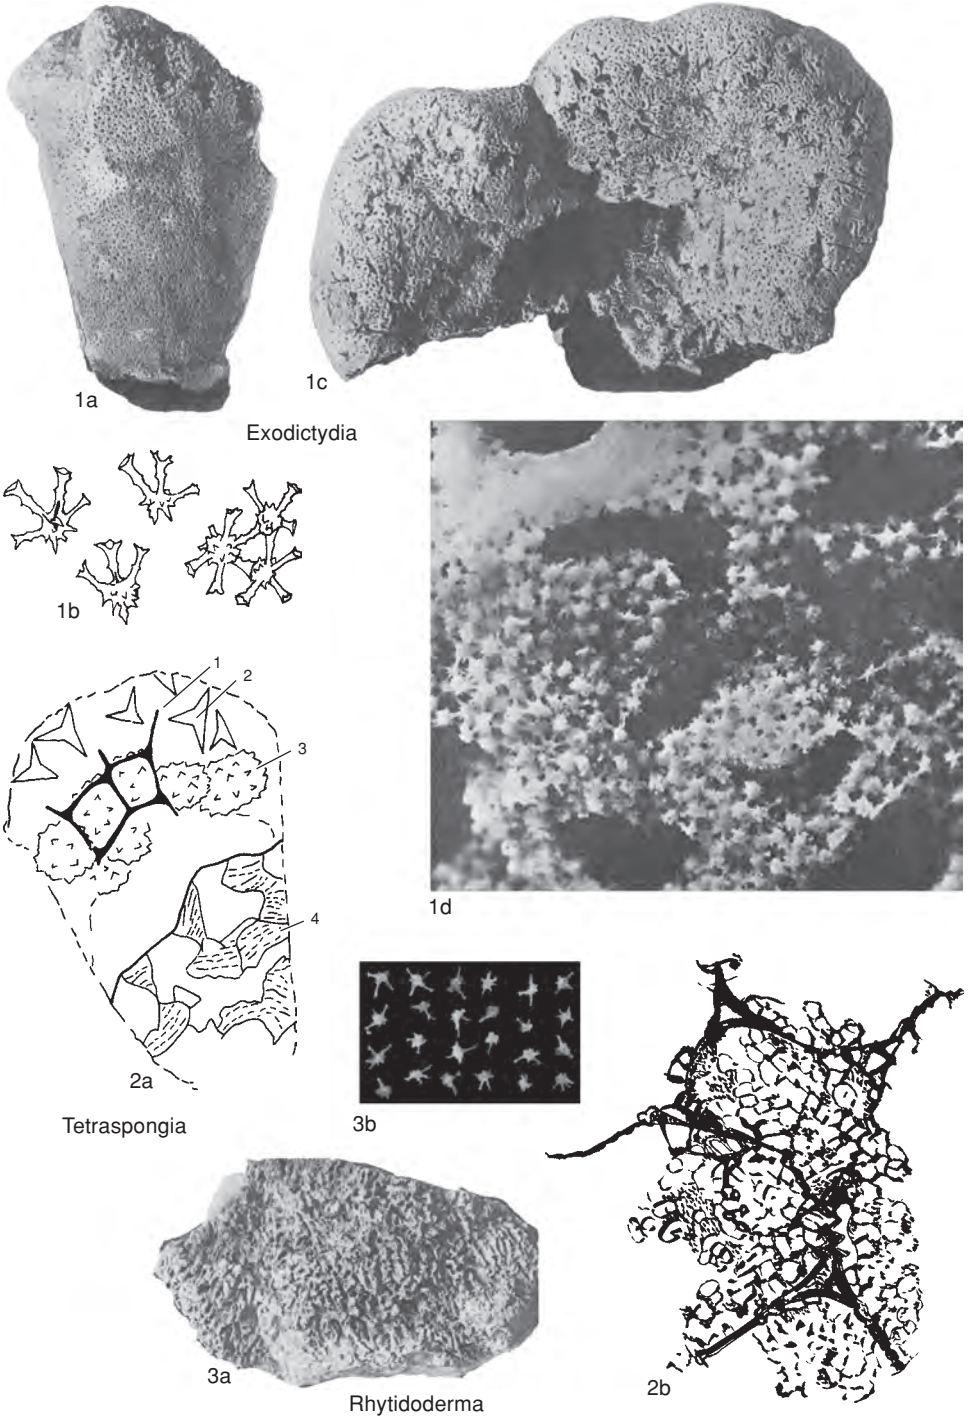 1a
1c
Exodictydia
1b
1d
1
2
3
4
2a
Tetraspongia
3b
3a
Rhytidoderma
2b